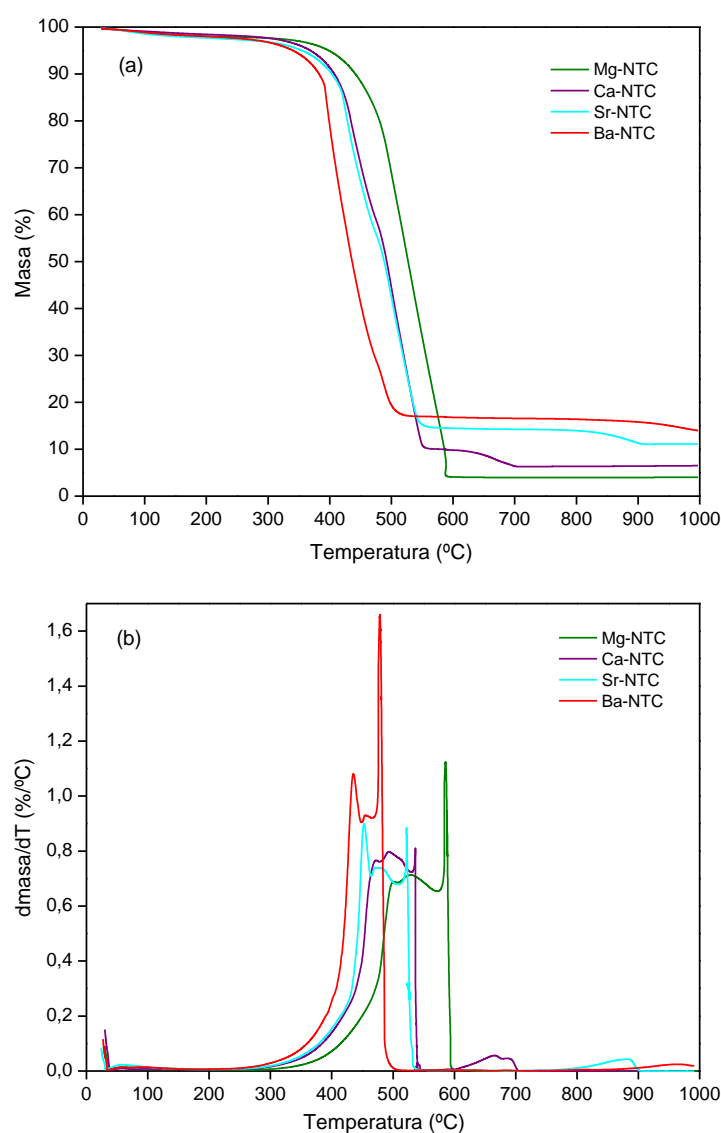 (a)
Mg-NTC
Ca-NTC
Sr-NTC
Ba-NTC
Masa (%)
100
90
80
70
60
50
40
30
20
10
0
0 100 200 300 400 500 600 700 800 900 1000
Temperatura (ºC)
(b)
Mg-NTC
Ca-NTC
Sr-NTC
Ba-NTC
dmasa/dT (%/ºC)
1,6
1,4
1,2
1,0
0,8
0,6
0,4
0,2
0,0
0 100 200 300 400 500 600 700 800 900 1000
Temperatura (ºC)